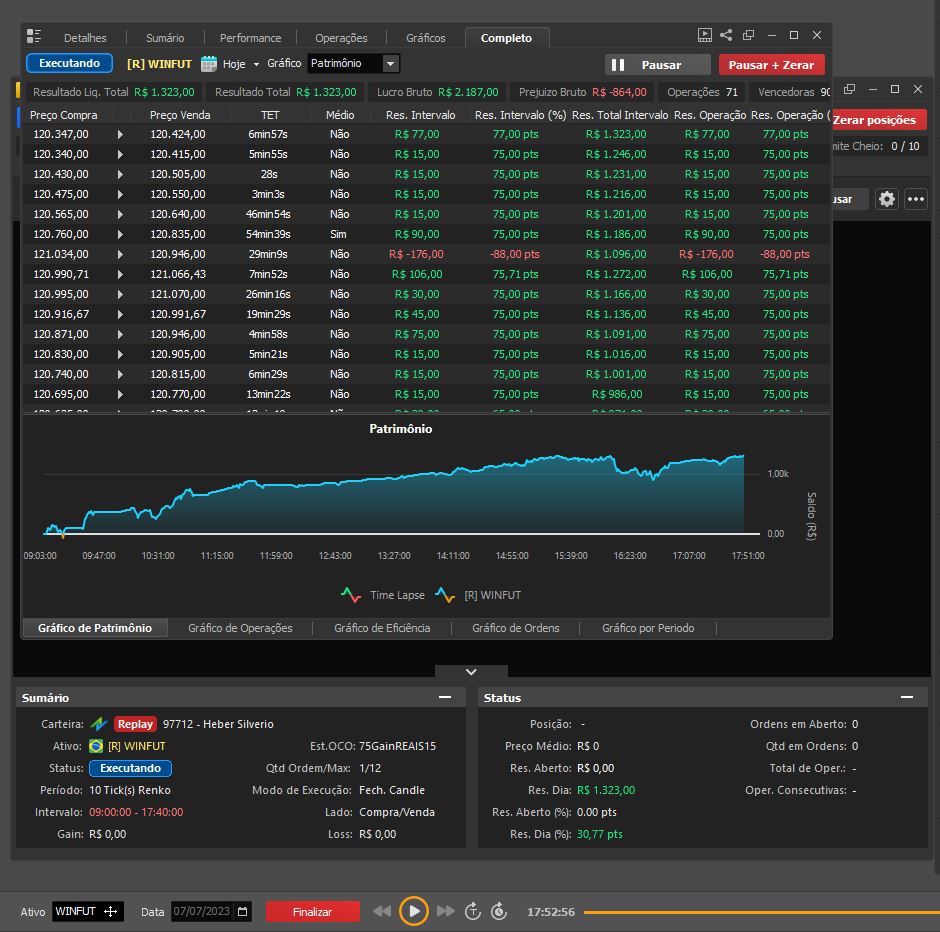 Detalhes Sumário Performance Operações Gráficos Completo
Executando [R] WINFUT Hoje Gráfico Patrimônio Pausar Pausar + Zerar
Resultado Liq. Total R$ 1.323,00 Resultado Total R$ 1.323,00 Lucro Bruto R$ 2.187,00 Prejuizo Bruto R$ -864,00 Operações 71 Vencedoras 90
Preço Compra Preço Venda TET Médio Res. Intervalo Res. Intervalo (%) Res. Total Intervalo Res. Operação Res. Operação (
120.347,00 120.424,00 6min57s Não R$ 77,00 77,00 pts R$ 1.323,00 R$ 77,00 77,00 pts
120.340,00 120.415,00 5min55s Não R$ 15,00 75,00 pts R$ 1.246,00 R$ 15,00 75,00 pts
120.430,00 120.505,00 28s Não R$ 15,00 75,00 pts R$ 1.231,00 R$ 15,00 75,00 pts
120.475,00 120.550,00 3min3s Não R$ 15,00 75,00 pts R$ 1.216,00 R$ 15,00 75,00 pts
120.565,00 120.640,00 46min54s Não R$ 15,00 75,00 pts R$ 1.201,00 R$ 15,00 75,00 pts
120.760,00 120.835,00 54min39s Sim R$ 90,00 75,00 pts R$ 1.186,00 R$ 90,00 75,00 pts
121.034,00 120.946,00 29min9s Não R$ -176,00 -88,00 pts R$ 1.096,00 R$ -176,00 -88,00 pts
120.990,71 121.066,43 7min52s Não R$ 106,00 75,71 pts R$ 1.272,00 R$ 106,00 75,71 pts
120.995,00 121.070,00 26min16s Não R$ 30,00 75,00 pts R$ 1.166,00 R$ 30,00 75,00 pts
120.916,67 120.991,67 19min29s Não R$ 45,00 75,00 pts R$ 1.136,00 R$ 45,00 75,00 pts
120.871,00 120.946,00 4min58s Não R$ 75,00 75,00 pts R$ 1.091,00 R$ 75,00 75,00 pts
120.830,00 120.905,00 5min21s Não R$ 15,00 75,00 pts R$ 1.016,00 R$ 15,00 75,00 pts
120.740,00 120.815,00 6min29s Não R$ 15,00 75,00 pts R$ 1.001,00 R$ 15,00 75,00 pts
120.695,00 120.770,00 13min22s Não R$ 15,00 75,00 pts R$ 986,00 R$ 15,00 75,00 pts
Zerar posições
mite Cheio: 0 / 10
usar
Patrimônio
1,00k
0,00
Saldo (R$)
09:03:00 09:47:00 10:31:00 11:15:00 11:59:00 12:43:00 13:27:00 14:11:00 14:55:00 15:39:00 16:23:00 17:07:00 17:51:00
Time Lapse [R] WINFUT
Gráfico de Patrimônio Gráfico de Operações Gráfico de Eficiência Gráfico de Ordens Gráfico por Periodo
Sumário
Carteira: Replay 97712 - Heber Silverio
Ativo: [R] WINFUT Est.OCO: 75GainREAIS15
Status: Executando Qtd Ordem/Max: 1/12
Período: 10 Tick(s) Renko Modo de Execução: Fech. Candle
Intervalo: 09:00:00 - 17:40:00 Lado: Compra/Venda
Gain: R$ 0,00 Loss: R$ 0,00
Status
Posição: - Ordens em Aberto: 0
Preço Médio: R$ 0 Qtd em Ordens: 0
Res. Aberto: R$ 0,00 Total de Oper.: -
Res. Dia: R$ 1.323,00 Oper. Consecutivas: -
Res. Aberto (%): 0.00 pts
Res. Dia (%): 30,77 pts
Ativo WINFUT Data 07/07/2023 Finalizar 17:52:56